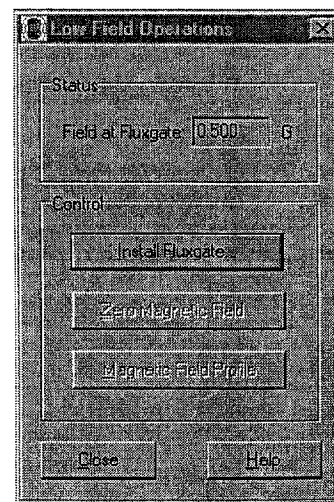 Low Field Operations
Status
Field at Fluxgate: 0.500 G
Control
Install Fluxgate...
Zero Magnetic Field
Magnetic Field Profile
Close Help